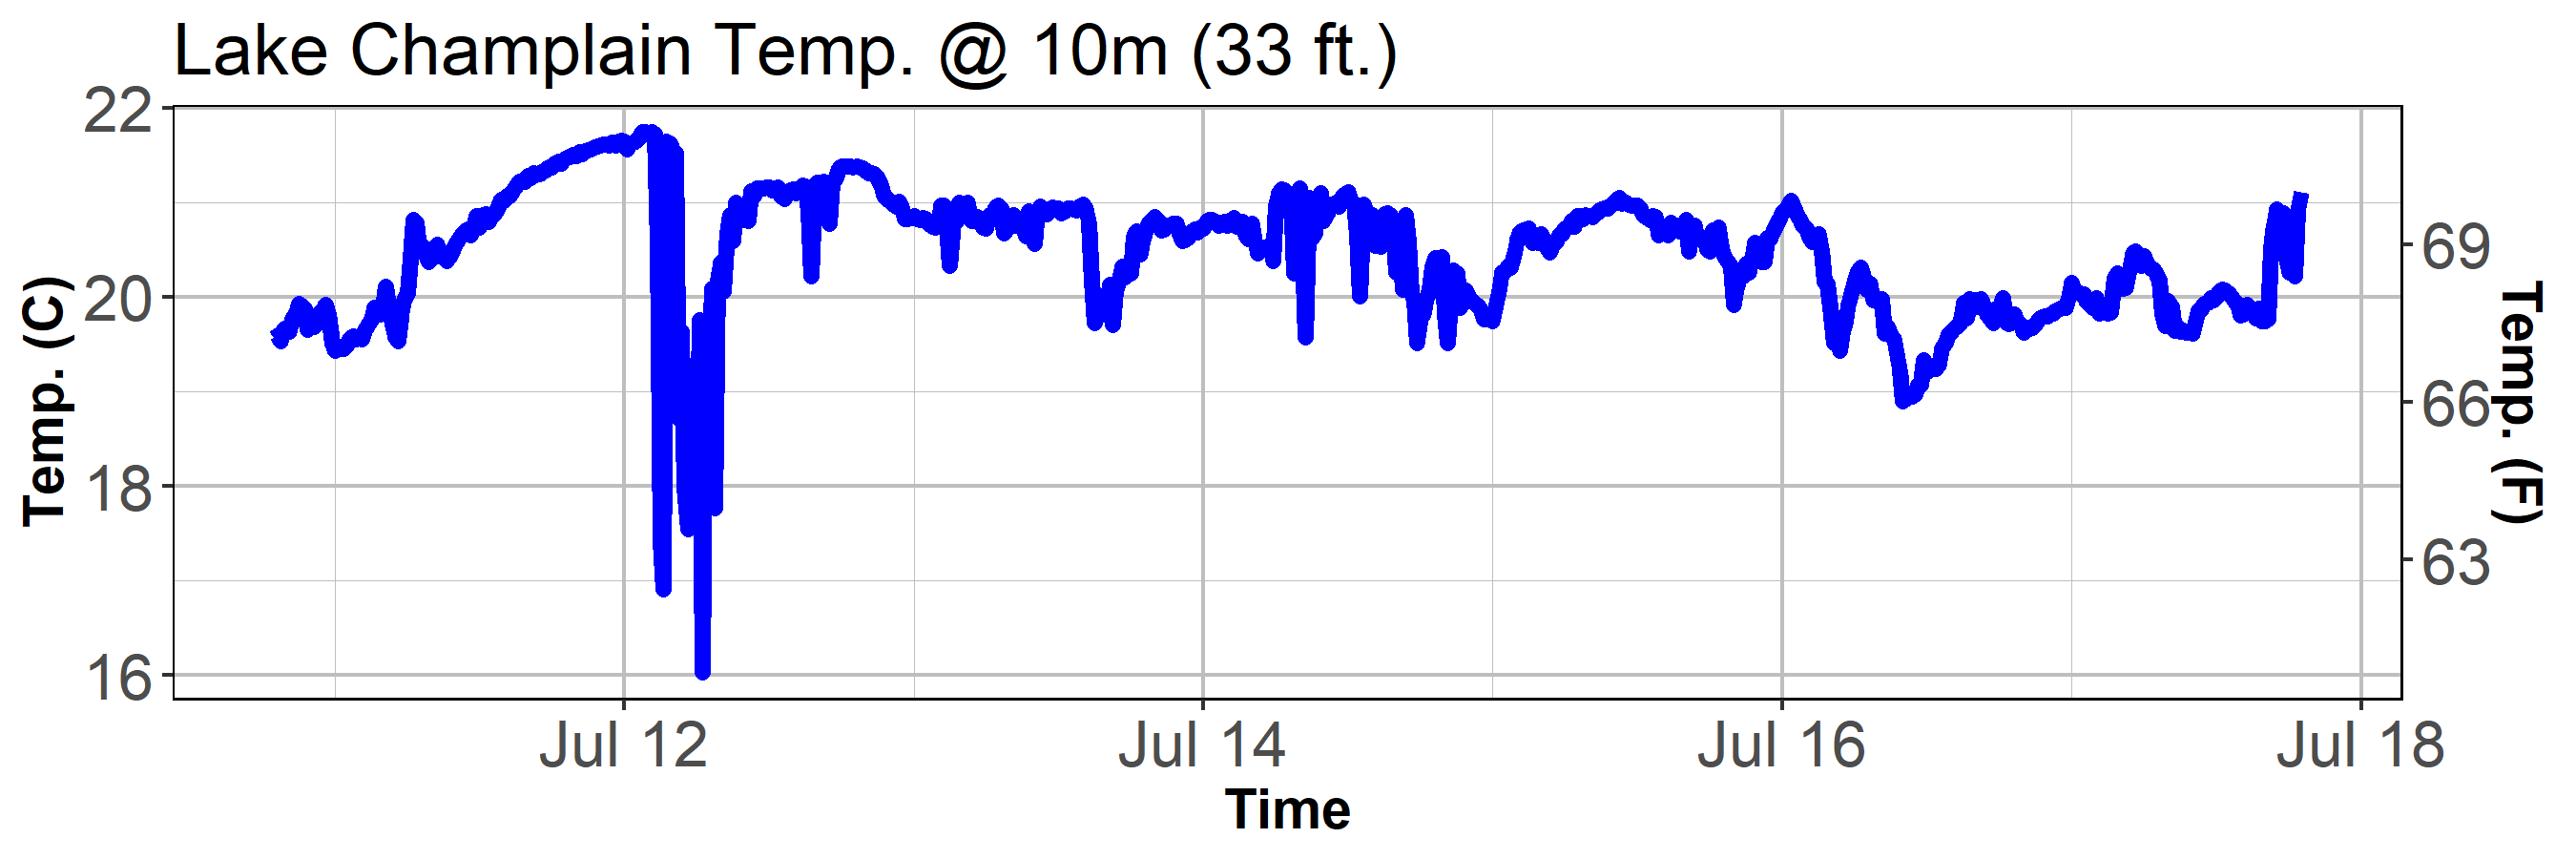 Lake Champlain Temp. @ 10m (33 ft.)
22
20
18
16
Temp. (C)
69
66
63
Temp. (F)
Jul 12
Jul 14
Jul 16
Jul 18
Time